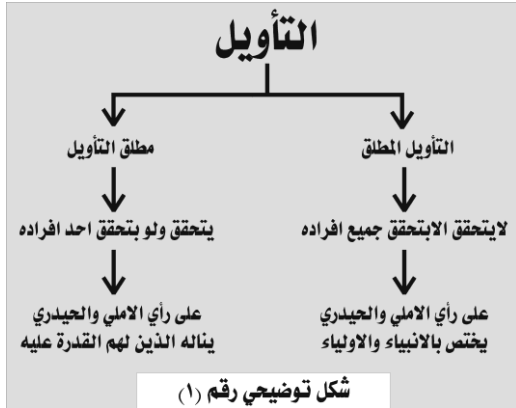 التأويل
التأويل المطلق
مطلق التأويل
لايتحقق الابتحقق جميع افراده
يتحقق ولو بتحقق احد افراده
على رأي الاملي والحيدري
يختص بالانبياء والاولياء
على رأي الاملي والحيدري
يناله الذين لهم القدرة عليه
شكل توضيحي رقم (١)